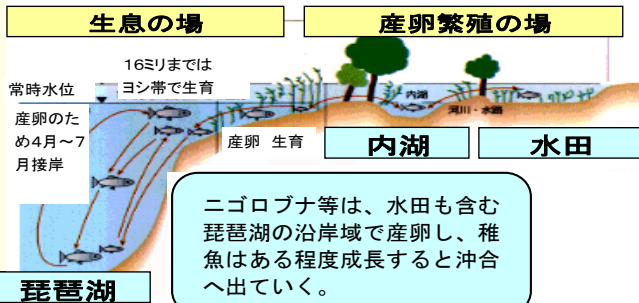 生息の場
産卵繁殖の場
16ミリまでは
ヨシ帯で生育
常時水位
産卵のた
め4月～7
月接岸
産卵 生育
内湖
河川・水路
内湖
水田
ニゴロブナ等は、水田も含む
琵琶湖の沿岸域で産卵し、稚
魚はある程度成長すると沖合
へ出ていく。
琵琶湖